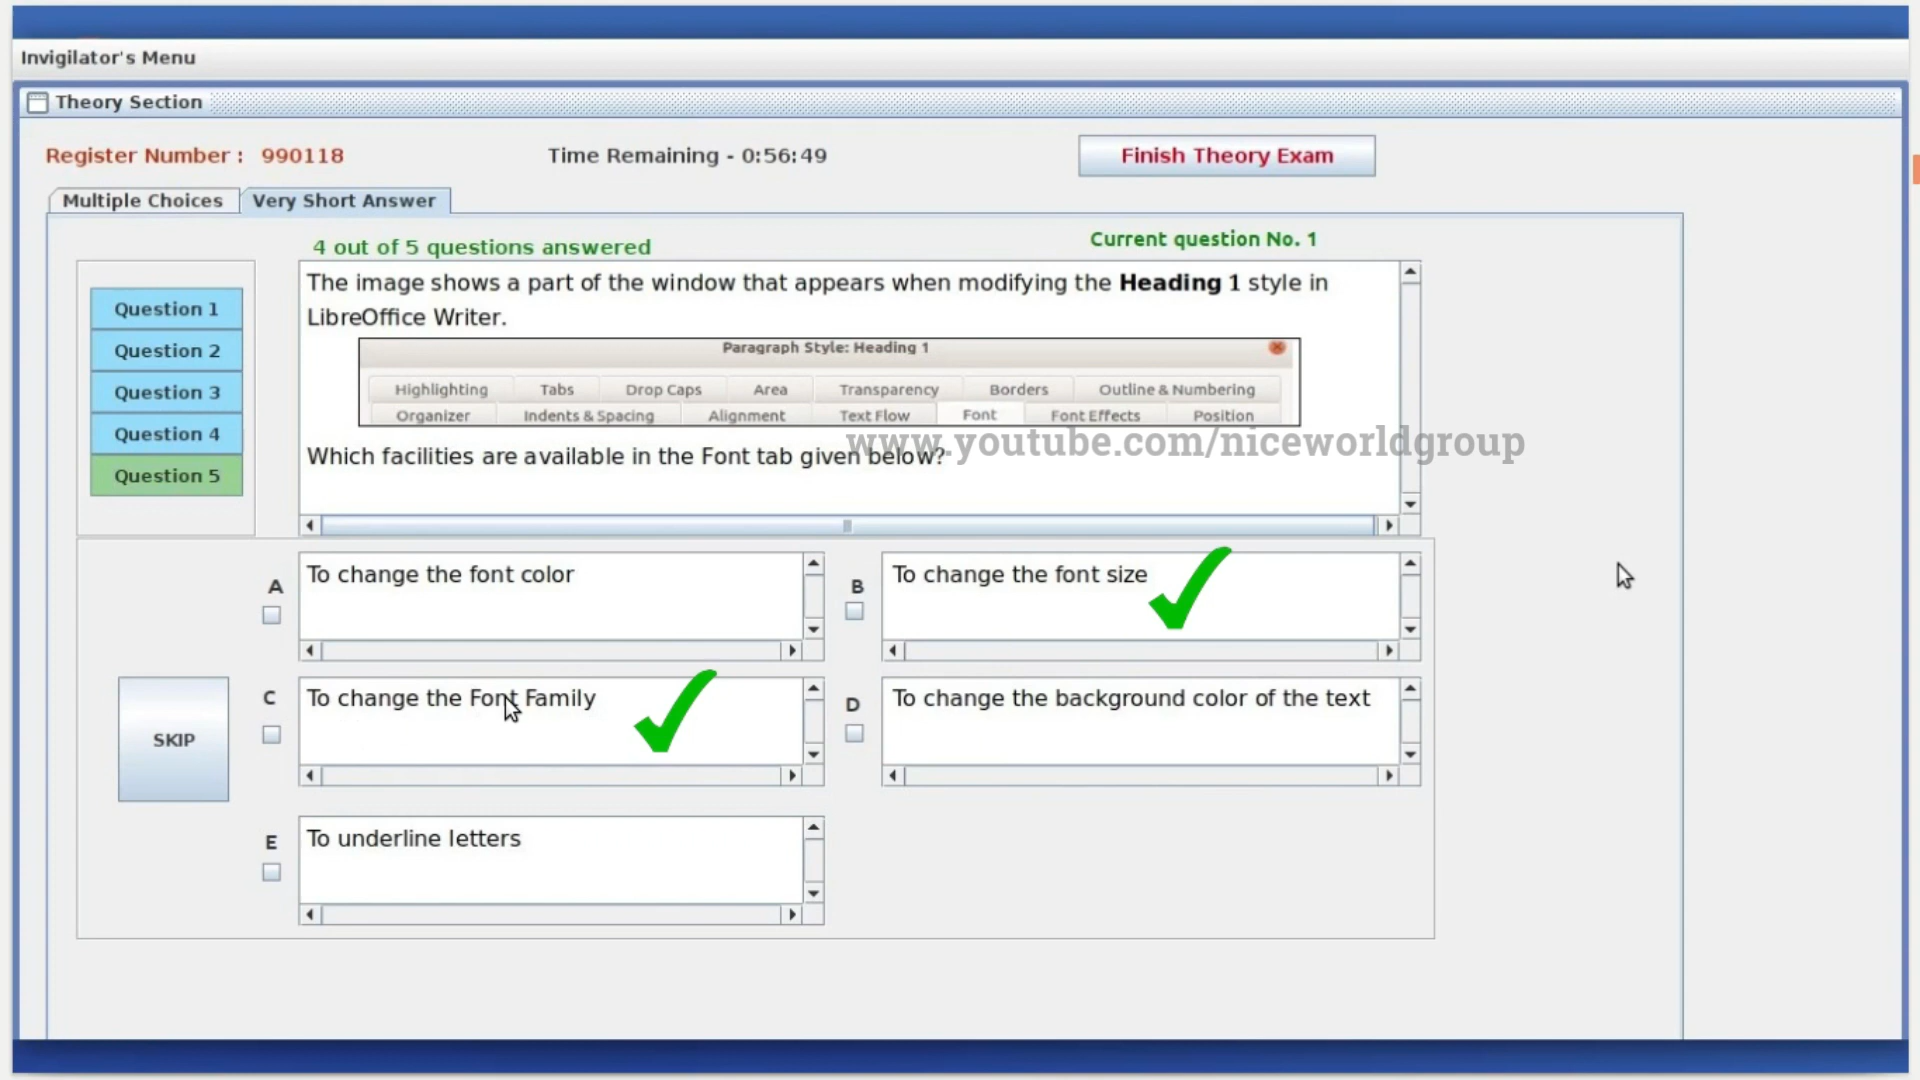 Invigilator's Menu
Theory Section
Register Number : 990118
Time Remaining - 0:56:49
Finish Theory Exam
Multiple Choices
Very Short Answer
4 out of 5 questions answered
Current question No. 1
Question 1
Question 2
Question 3
Question 4
Question 5
The image shows a part of the window that appears when modifying the Heading 1 style in
LibreOffice Writer.
Paragraph Style: Heading 1
Highlighting Tabs Drop Caps Area Transparency Borders Outline & Numbering
Organizer Indents & Spacing Alignment Text Flow Font Font Effects Position
www.youtube.com/niceworldgroup
Which facilities are available in the Font tab given below?
A
To change the font color
B
To change the font size
SKIP
C
To change the Font Family
D
To change the background color of the text
E
To underline letters